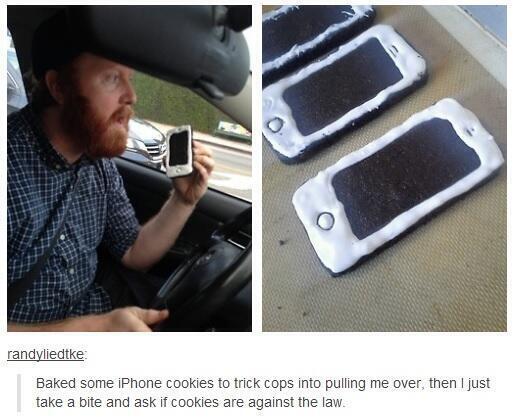 randyliedtke:
Baked some iPhone cookies to trick cops into pulling me over, then I just
take a bite and ask if cookies are against the law.